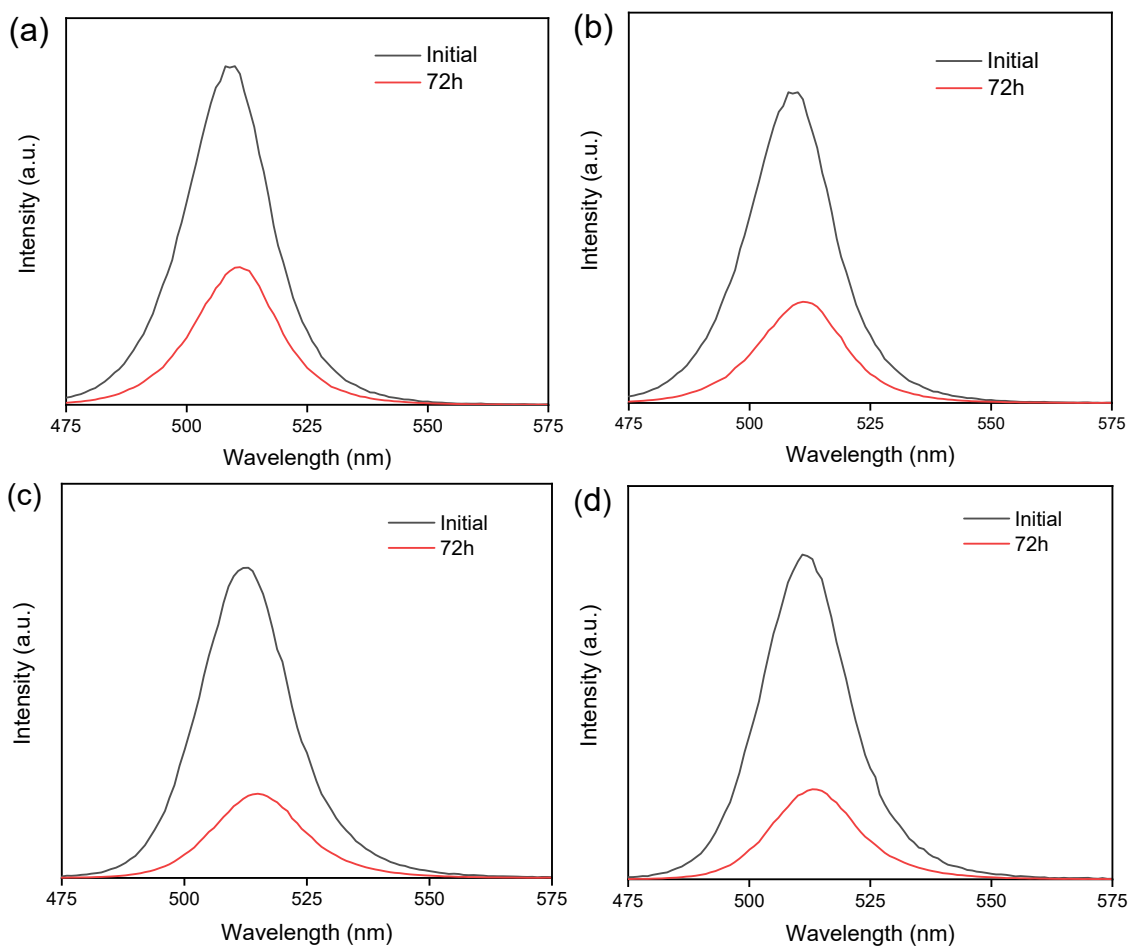 (a)
Initial
72h
Intensity (a.u.)
475 500 525 550 575
Wavelength (nm)
(b)
Initial
72h
Intensity (a.u.)
475 500 525 550 575
Wavelength (nm)
(c)
Initial
72h
Intensity (a.u.)
475 500 525 550 575
Wavelength (nm)
(d)
Initial
72h
Intensity (a.u.)
475 500 525 550 575
Wavelength (nm)